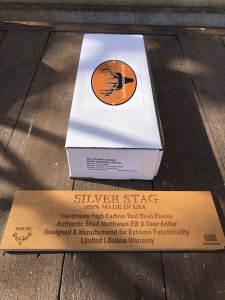 SILVER STAG
100% MADE IN USA
Handmade High Carbon Tool Steel Blades
Authentic Shed Northwest Elk & Deer Antler
Designed & Manufactured for Extreme Functionality
Limited Lifetime Warranty